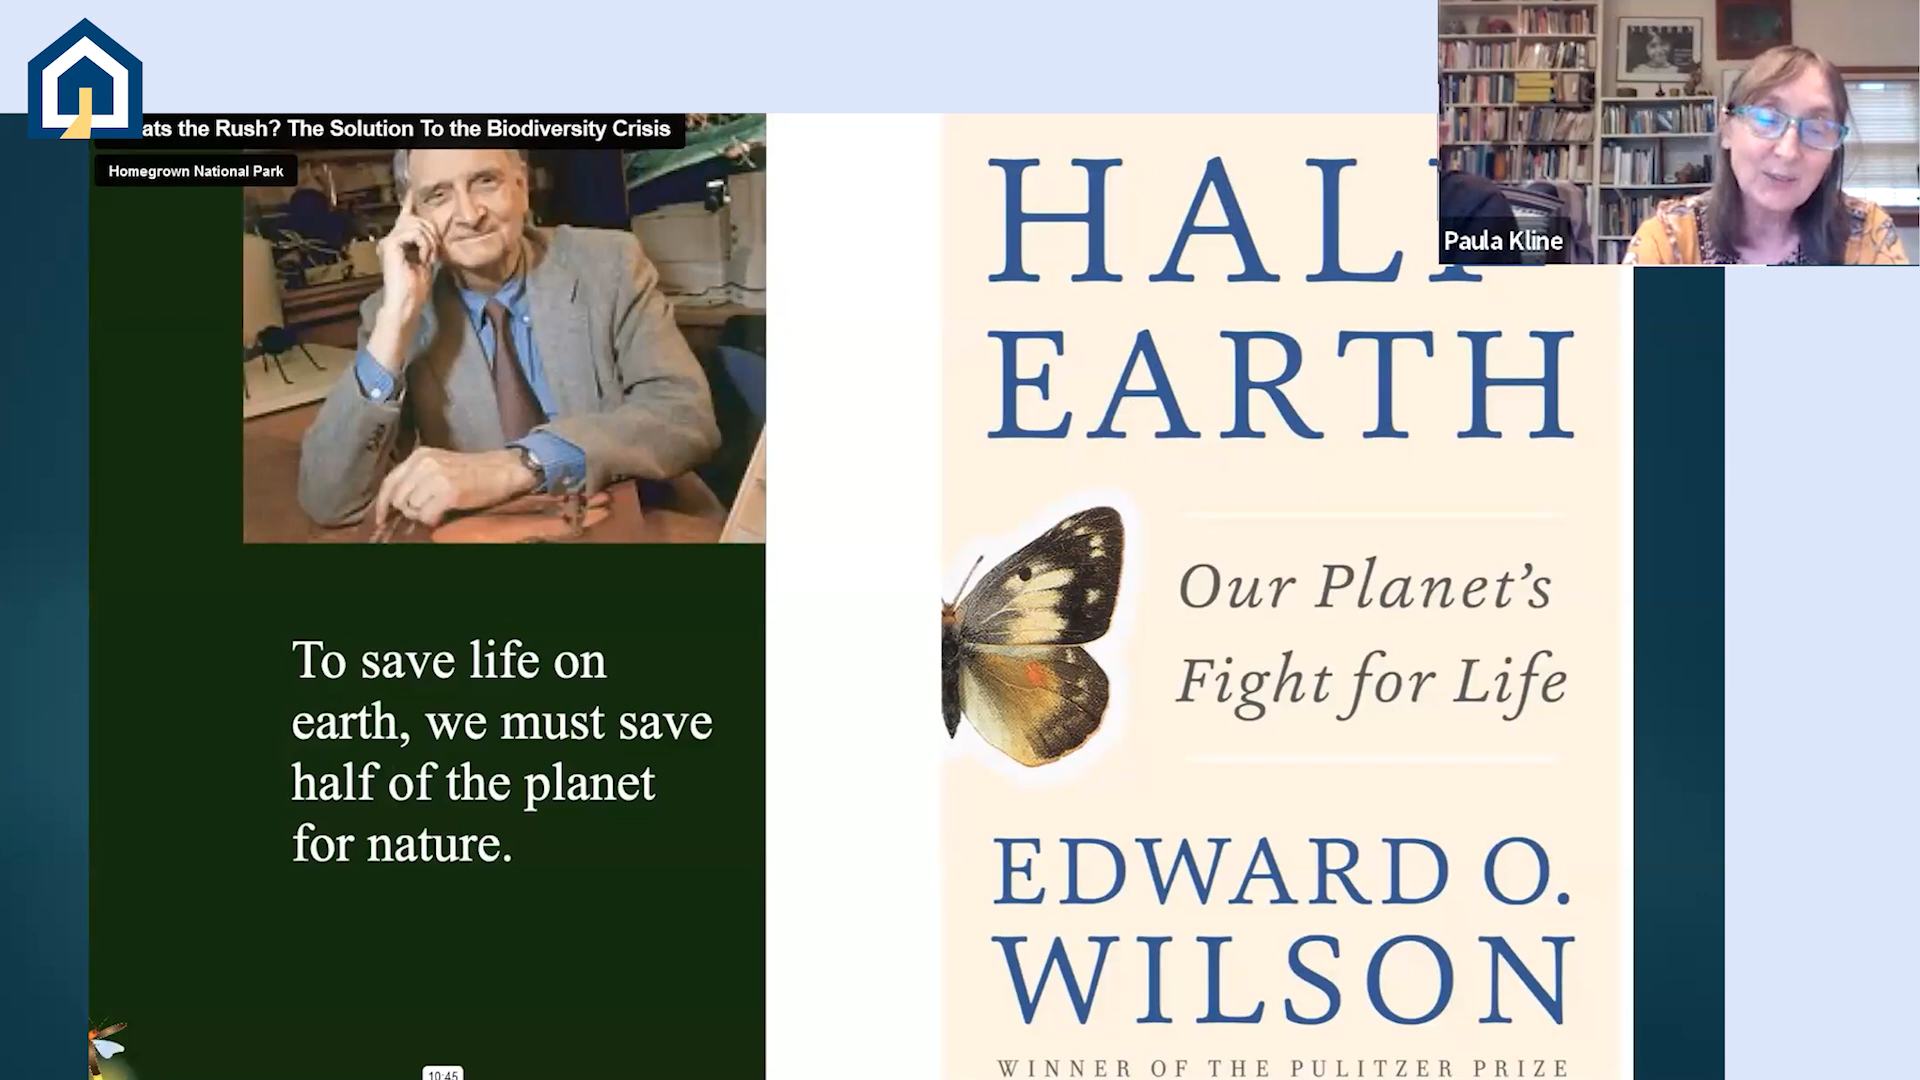 ats the Rush? The Solution To the Biodiversity Crisis
Homegrown National Park
To save life on
earth, we must save
half of the planet
for nature.
HALF
EARTH
Our Planet’s
Fight for Life
EDWARD O.
WILSON
WINNER OF THE PULITZER PRIZE
Paula Kline
10:45